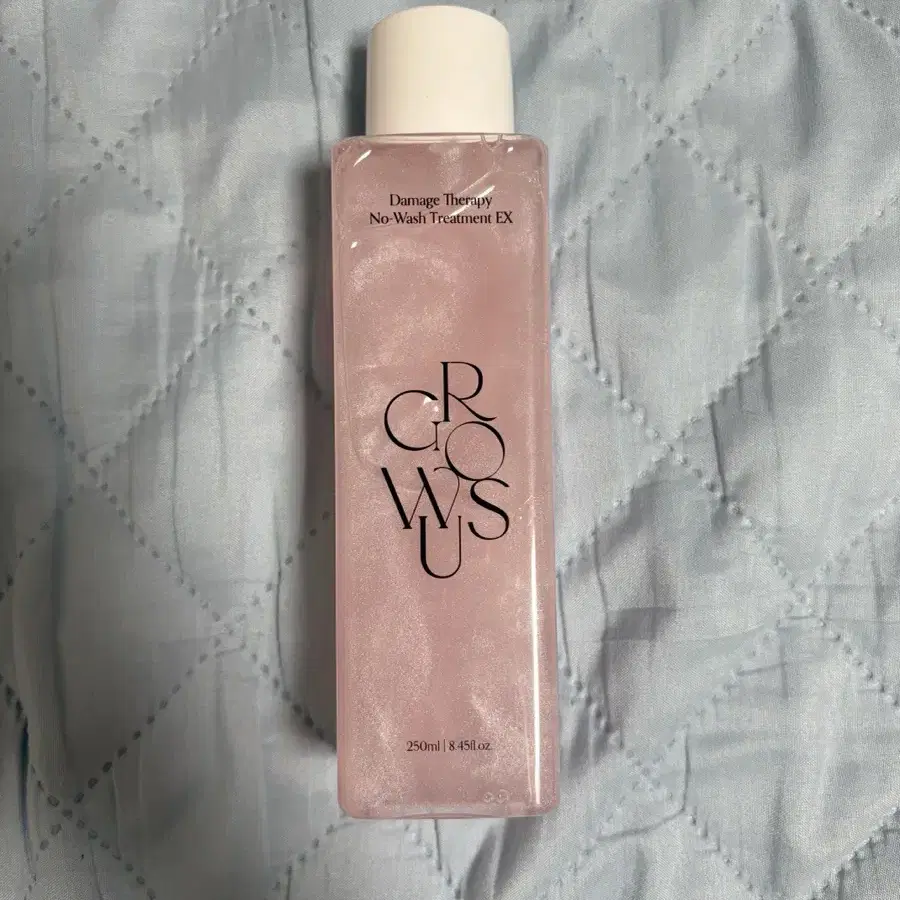 Damage Therapy
No-Wash Treatment EX
GROWUS
250ml | 8.45fl.oz.